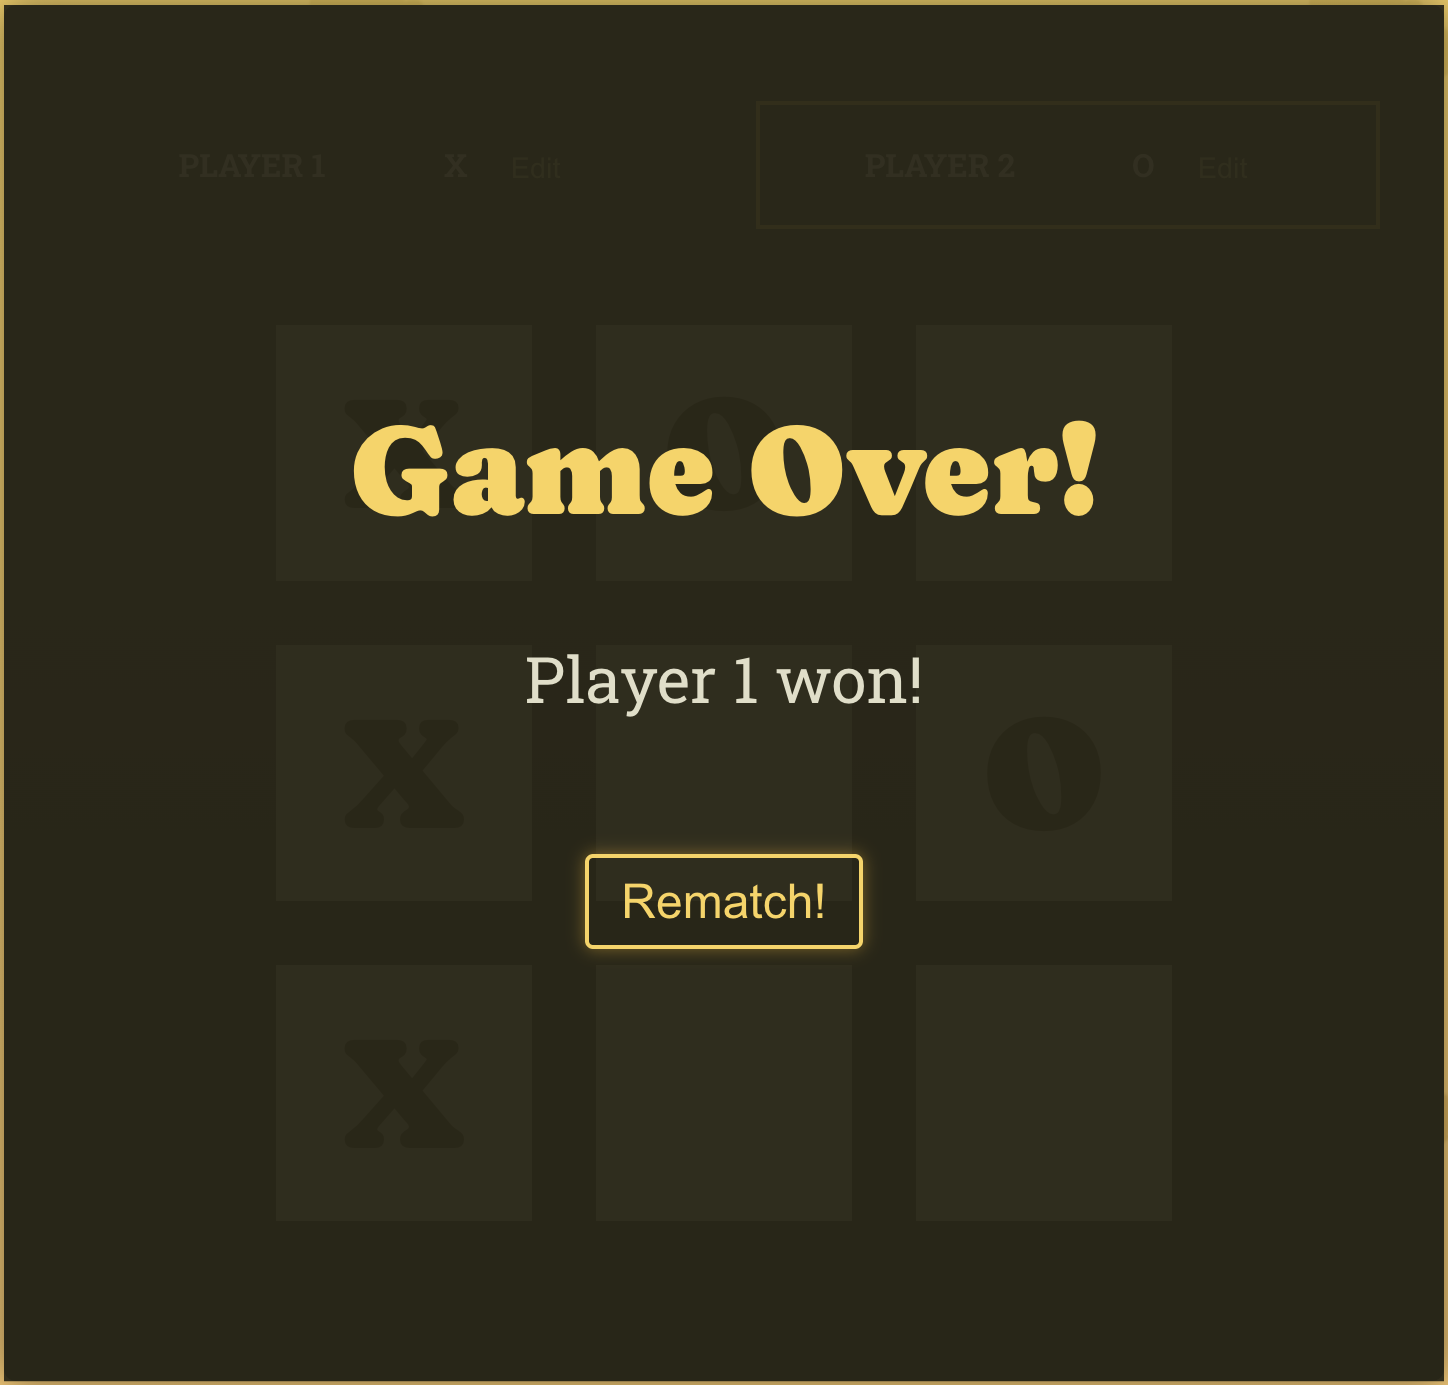 PLAYER 1 X Edit PLAYER 2 O Edit
X O
Game Over!
Player 1 won!
X O
Rematch!
X